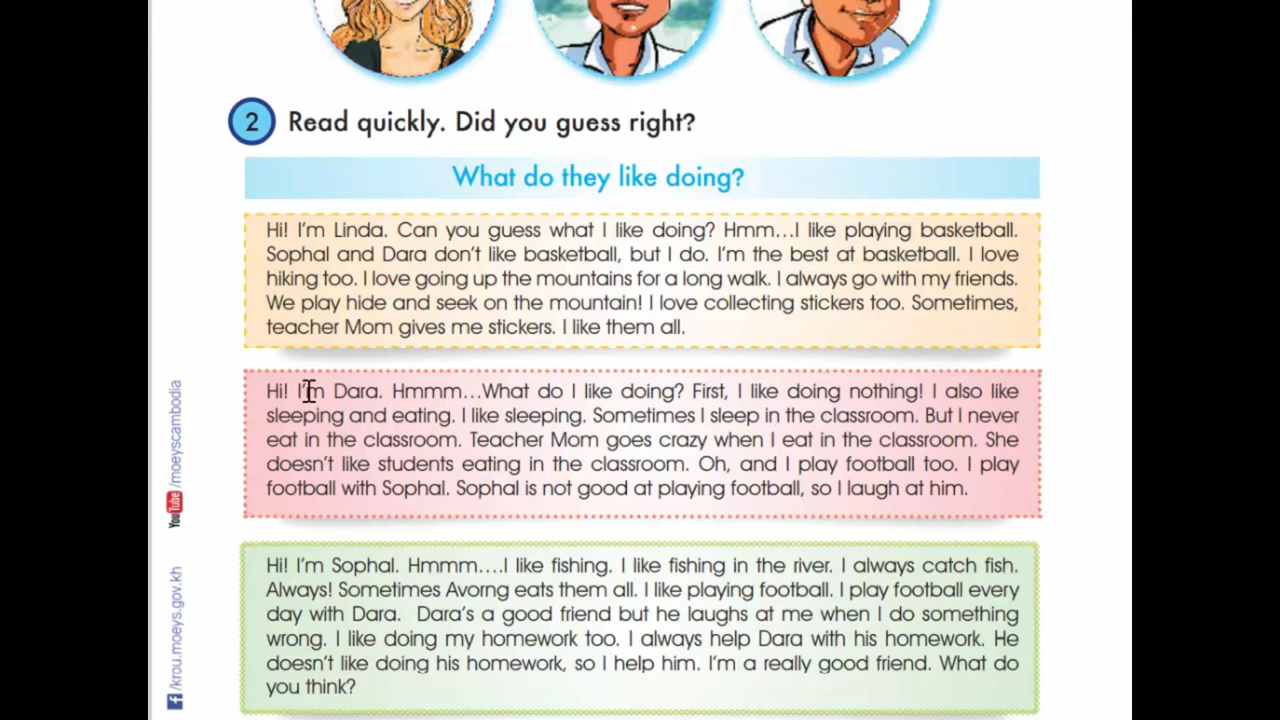 2 Read quickly. Did you guess right?
What do they like doing?
Hi! I'm Linda. Can you guess what I like doing? Hmm...I like playing basketball.
Sophal and Dara don't like basketball, but I do. I'm the best at basketball. I love
hiking too. I love going up the mountains for a long walk. I always go with my friends.
We play hide and seek on the mountain! I love collecting stickers too. Sometimes,
teacher Mom gives me stickers. I like them all.
Hi! I'm Dara. Hmmm...What do I like doing? First, I like doing nothing! I also like
sleeping and eating. I like sleeping. Sometimes I sleep in the classroom. But I never
eat in the classroom. Teacher Mom goes crazy when I eat in the classroom. She
doesn't like students eating in the classroom. Oh, and I play football too. I play
football with Sophal. Sophal is not good at playing football, so I laugh at him.
Hi! I'm Sophal. Hmmm....I like fishing. I like fishing in the river. I always catch fish.
Always! Sometimes Avorng eats them all. I like playing football. I play football every
day with Dara. Dara's a good friend but he laughs at me when I do something
wrong. I like doing my homework too. I always help Dara with his homework. He
doesn't like doing his homework, so I help him. I'm a really good friend. What do
you think?
YouTube /moeyscambodia
f /krou.moeys.gov.kh